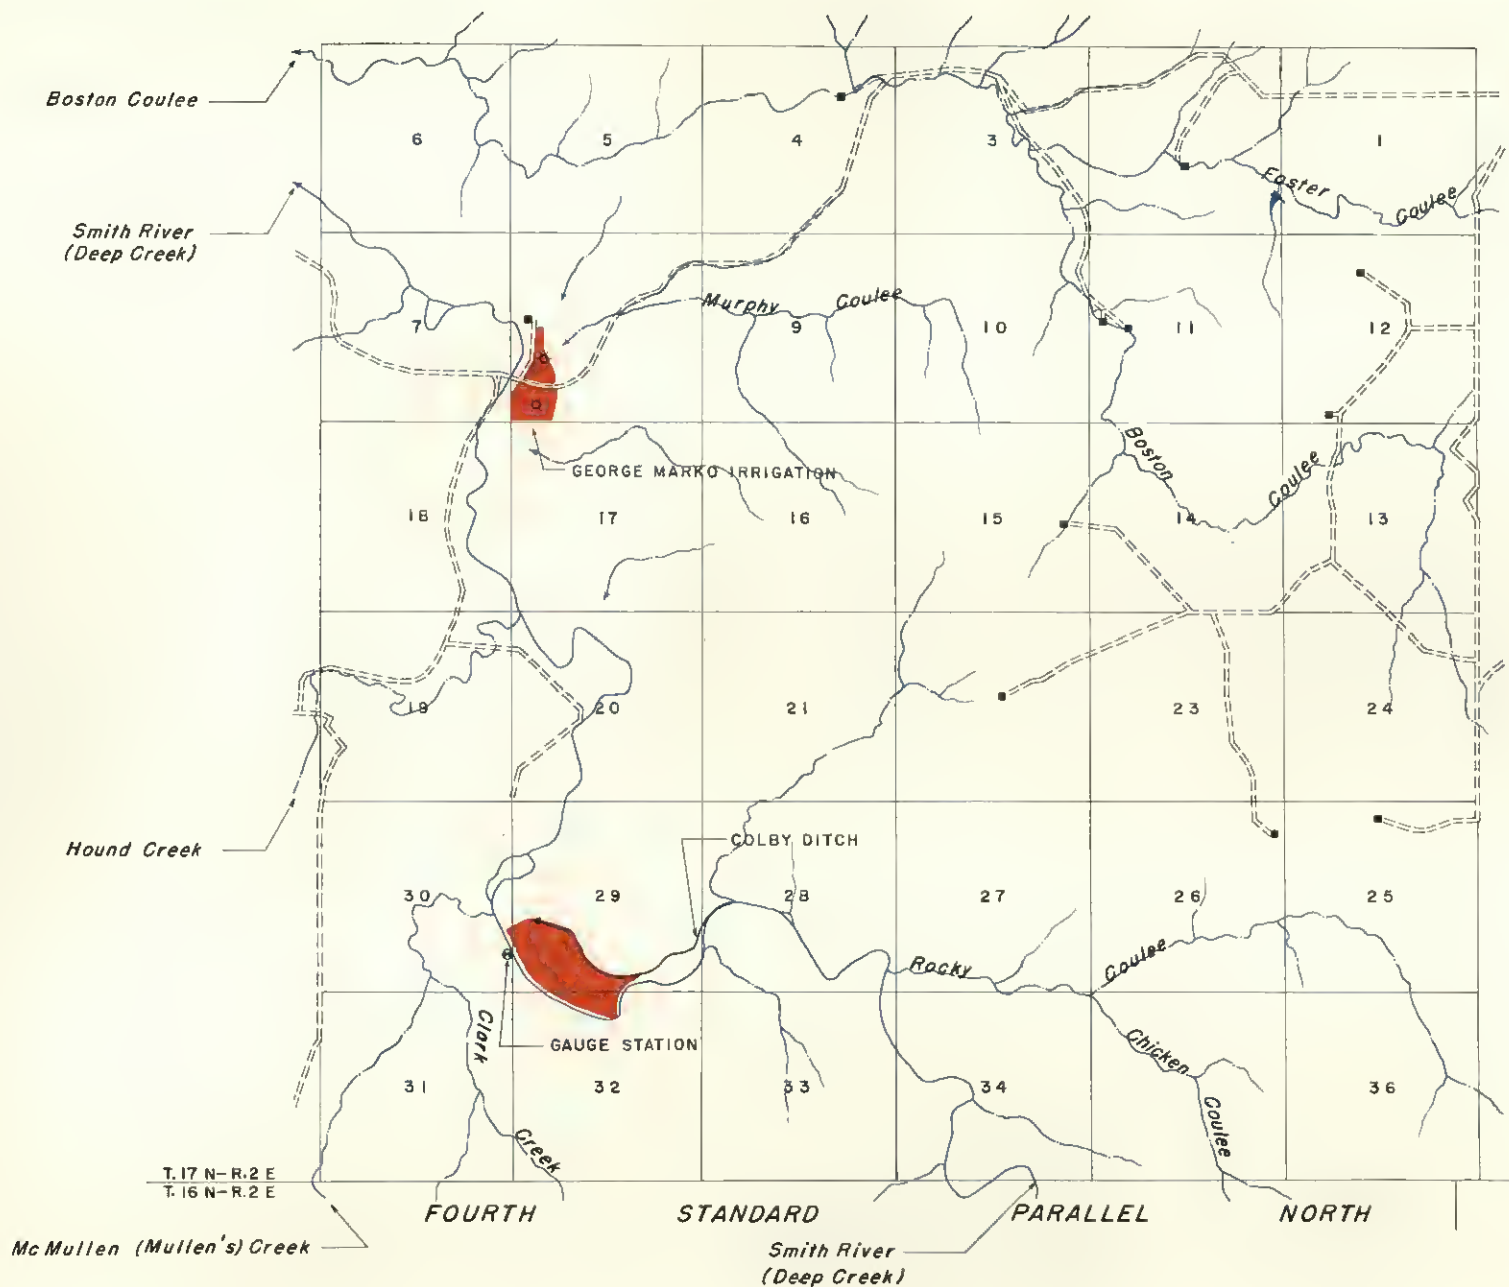 Boston Coulee
6
5
4
3
1
Foster Coulee
Smith River
(Deep Creek)
Murphy Coulee
7
9
10
11
12
GEORGE MARKO IRRIGATION
Boston Coulee
18
17
16
15
14
13
19
20
21
23
24
Hound Creek
COLBY DITCH
30
29
28
27
26
25
Rocky Coulee
Clark Creek
GAUGE STATION
Chicken Coulee
31
32
33
34
36
T. 17 N-R. 2 E
T. 16 N-R. 2 E
FOURTH STANDARD PARALLEL NORTH
McMullen (Mullen's) Creek
Smith River
(Deep Creek)